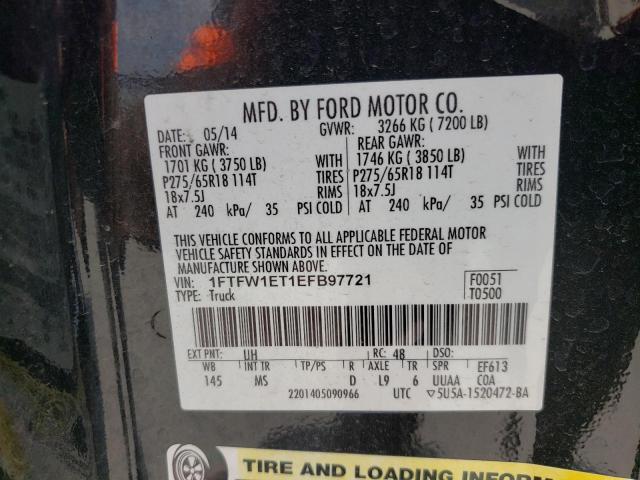 MFD. BY FORD MOTOR CO.
DATE: 05/14 GVWR: 3266 KG ( 7200 LB)
FRONT GAWR: REAR GAWR:
1701 KG ( 3750 LB) WITH 1746 KG ( 3850 LB) WITH
P275/65R18 114T TIRES P275/65R18 114T TIRES
18x7.5J RIMS 18x7.5J RIMS
AT 240 kPa/ 35 PSI COLD AT 240 kPa/ 35 PSI COLD
THIS VEHICLE CONFORMS TO ALL APPLICABLE FEDERAL MOTOR
VEHICLE SAFETY STANDARDS IN EFFECT ON THE DATE OF
MANUFACTURE SHOWN ABOVE.
VIN: 1FTFW1ET1EFB97721 F0051
TYPE: Truck T0500
EXT PNT: UH RC: 48 DSO:
WB INT TR TP/PS R AXLE TR SPR EF613
145 MS D L9 6 UUAA COA
2201405090966 UTC ▽5U5A-1520472-BA
TIRE AND LOADING INFORM